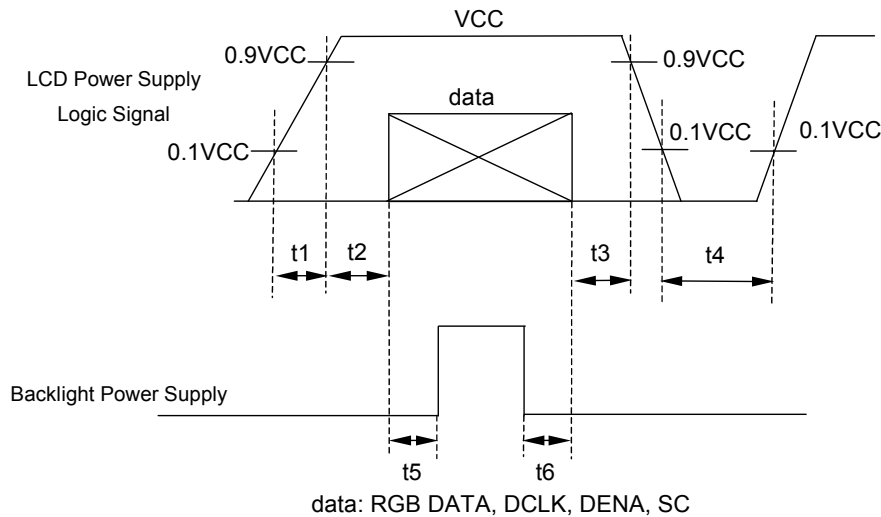 VCC
0.9VCC
0.9VCC
LCD Power Supply
Logic Signal
data
0.1VCC
0.1VCC
0.1VCC
t1
t2
t3
t4
Backlight Power Supply
t5
t6
data: RGB DATA, DCLK, DENA, SC